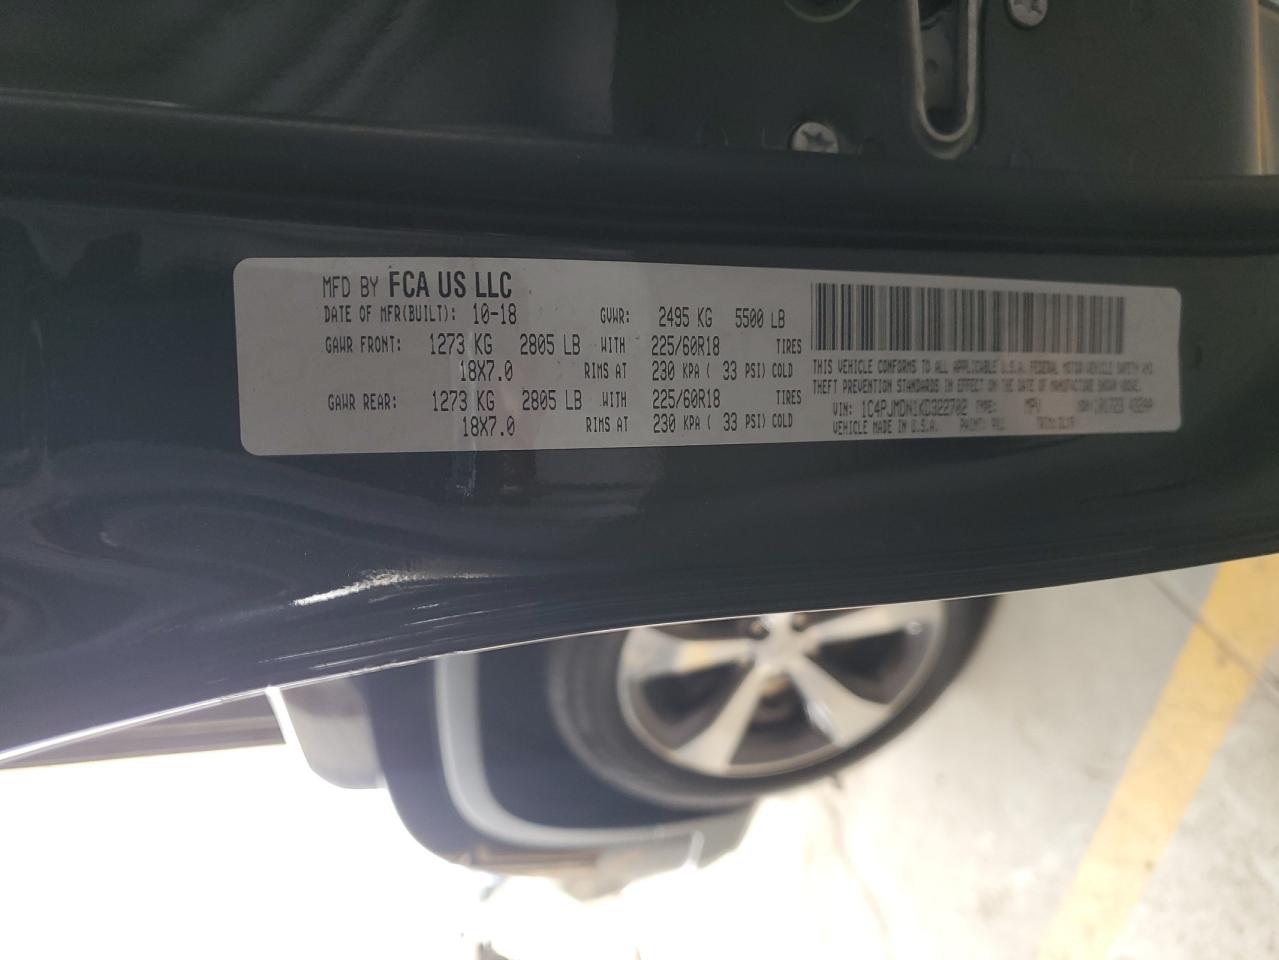 MFD BY FCA US LLC
DATE OF MFR(BUILT): 10-18 GVWR: 2495 KG 5500 LB
GAWR FRONT: 1273 KG 2805 LB WITH 225/60R18 TIRES
18X7.0 RIMS AT 230 KPA ( 33 PSI) COLD
GAWR REAR: 1273 KG 2805 LB WITH 225/60R18 TIRES
18X7.0 RIMS AT 230 KPA ( 33 PSI) COLD
THIS VEHICLE CONFORMS TO ALL APPLICABLE U.S.A. FEDERAL MOTOR VEHICLE SAFETY AND
THEFT PREVENTION STANDARDS IN EFFECT ON THE DATE OF MANUFACTURE SHOWN ABOVE.
VIN: 1C4PJMDN1KD322702 TYPE: MPV
VEHICLE MADE IN U.S.A. PAINT: TRIM: